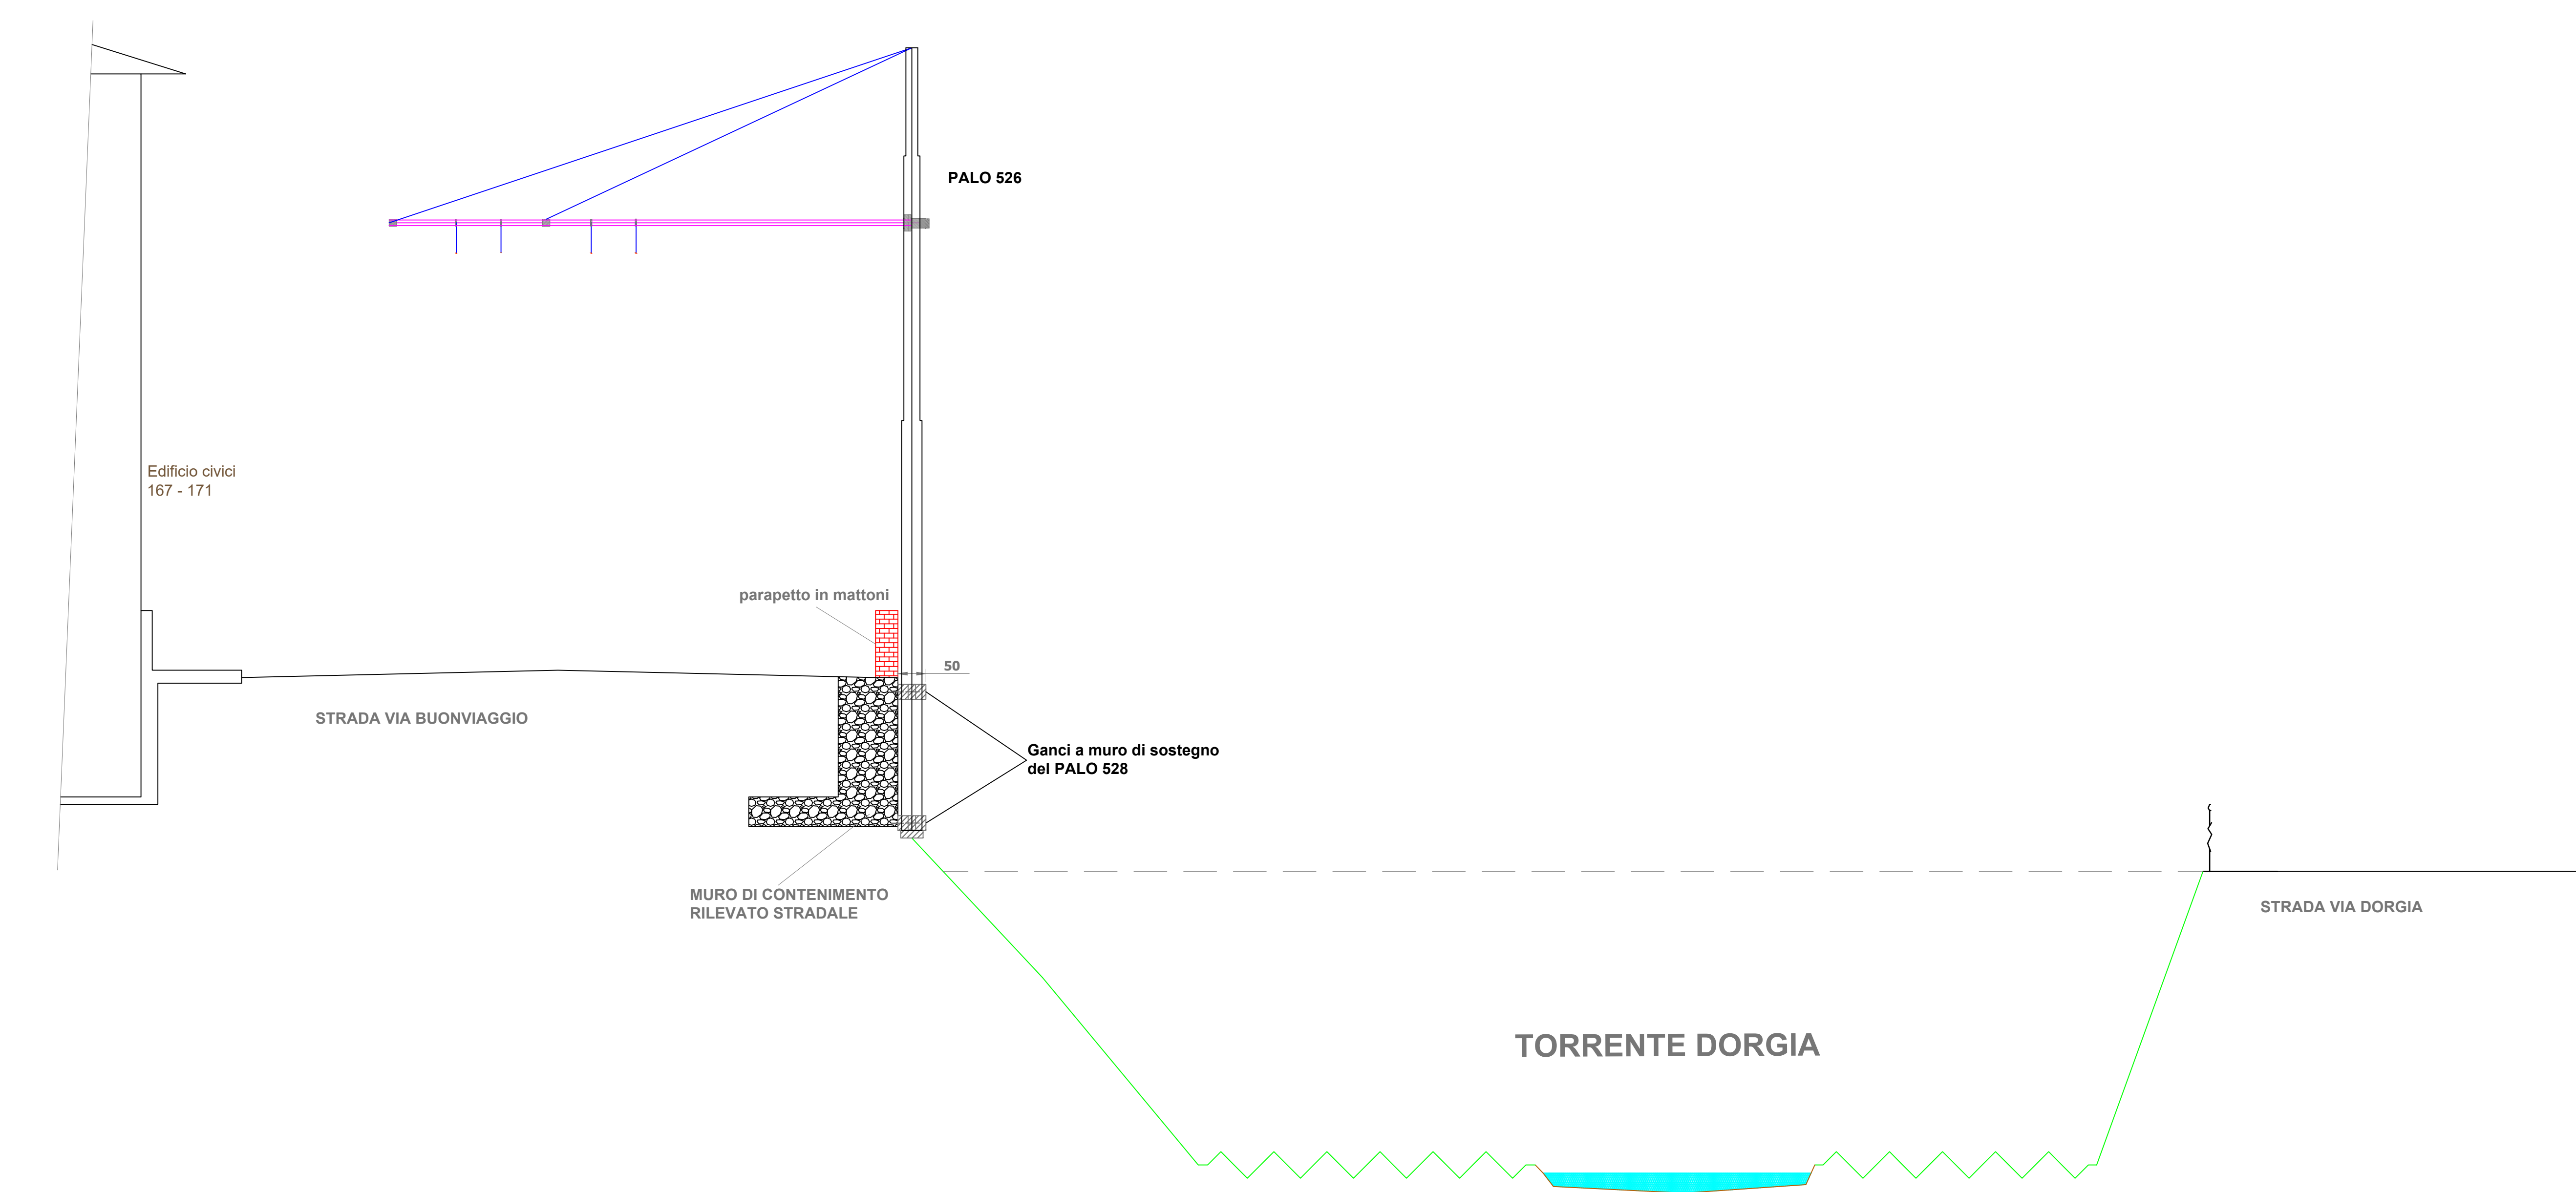 PALO 526
Edificio civici
167 - 171
parapetto in mattoni
50
STRADA VIA BUONVIAGGIO
Ganci a muro di sostegno
del PALO 528
MURO DI CONTENIMENTO
RILEVATO STRADALE
STRADA VIA DORGIA
TORRENTE DORGIA